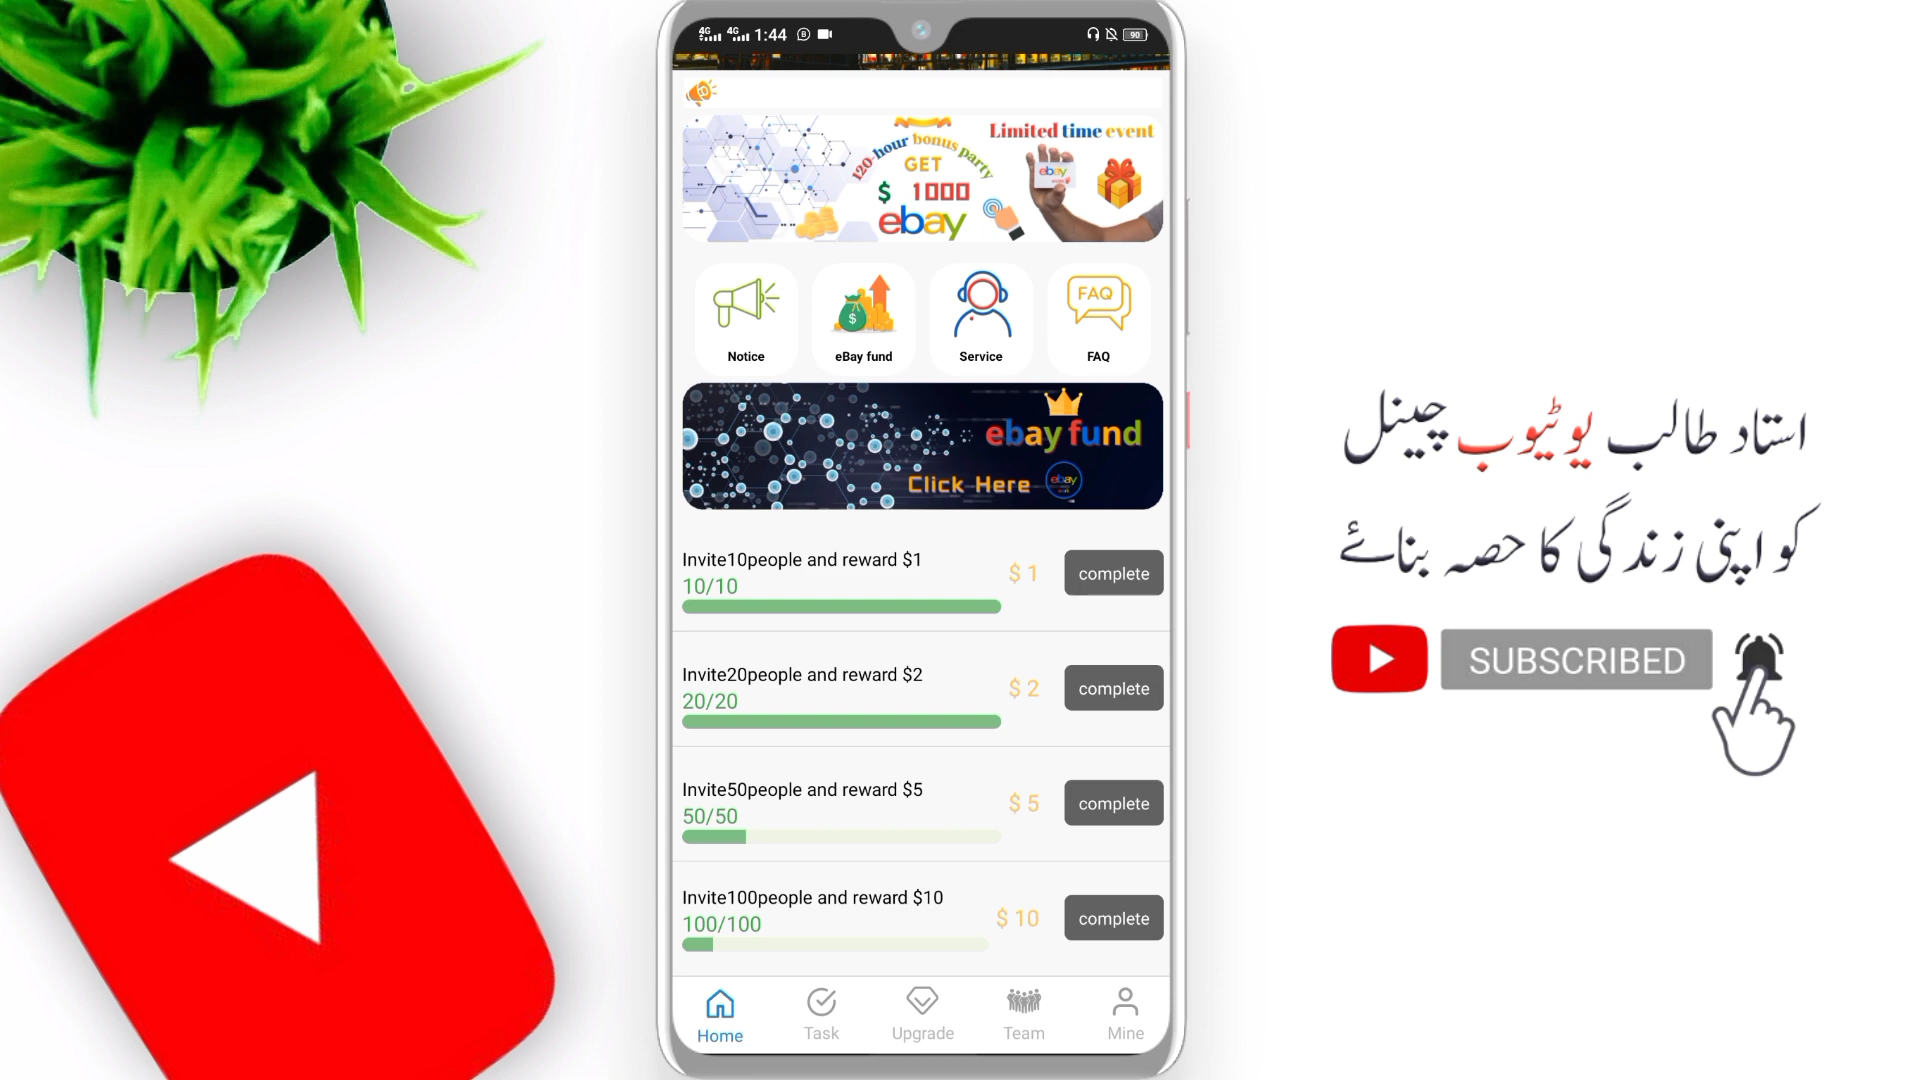 4G 4G 1:44
90
Limited time event
120-hour bonus party
GET
$ 1000
ebay
ebay
FAQ
Notice
eBay fund
Service
FAQ
ebay fund
Click Here
ebay
Invite10people and reward $1
10/10
$ 1
complete
Invite20people and reward $2
20/20
$ 2
complete
Invite50people and reward $5
50/50
$ 5
complete
Invite100people and reward $10
100/100
$ 10
complete
Home
Task
Upgrade
Team
Mine
استاد طالب یوٹیوب چینل
کو اپنی زندگی کا حصہ بنائے
SUBSCRIBED